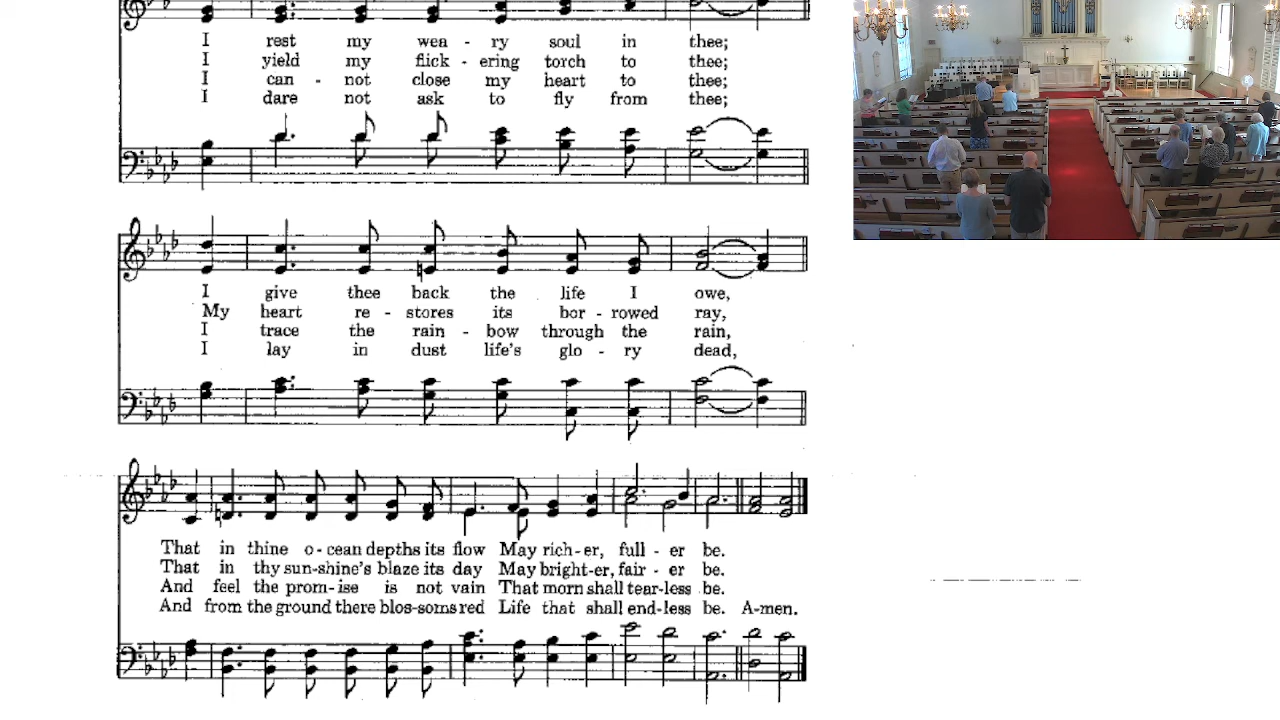 I rest my wea - ry soul in thee;
I yield my flick - ering torch to thee;
I can - not close my heart to thee;
I dare not ask to fly from thee;
I give thee back the life I owe,
My heart re - stores its bor - rowed ray,
I trace the rain - bow through the rain,
I lay in dust life's glo - ry dead,
That in thine o - cean depths its flow May rich - er, full - er be.
That in thy sun - shine's blaze its day May bright - er, fair - er be.
And feel the prom - ise is not vain That morn shall tear - less be.
And from the ground there blos - soms red Life that shall end - less be. A - men.